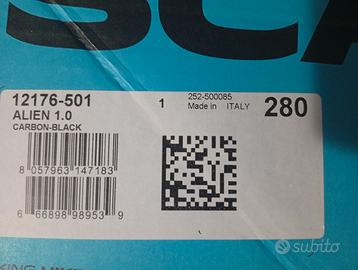 SCA
12176-501
ALIEN 1.0
CARBON-BLACK
1
252-500085
Made in ITALY
280
8 057963 147183
6 66898 98953 9
subito